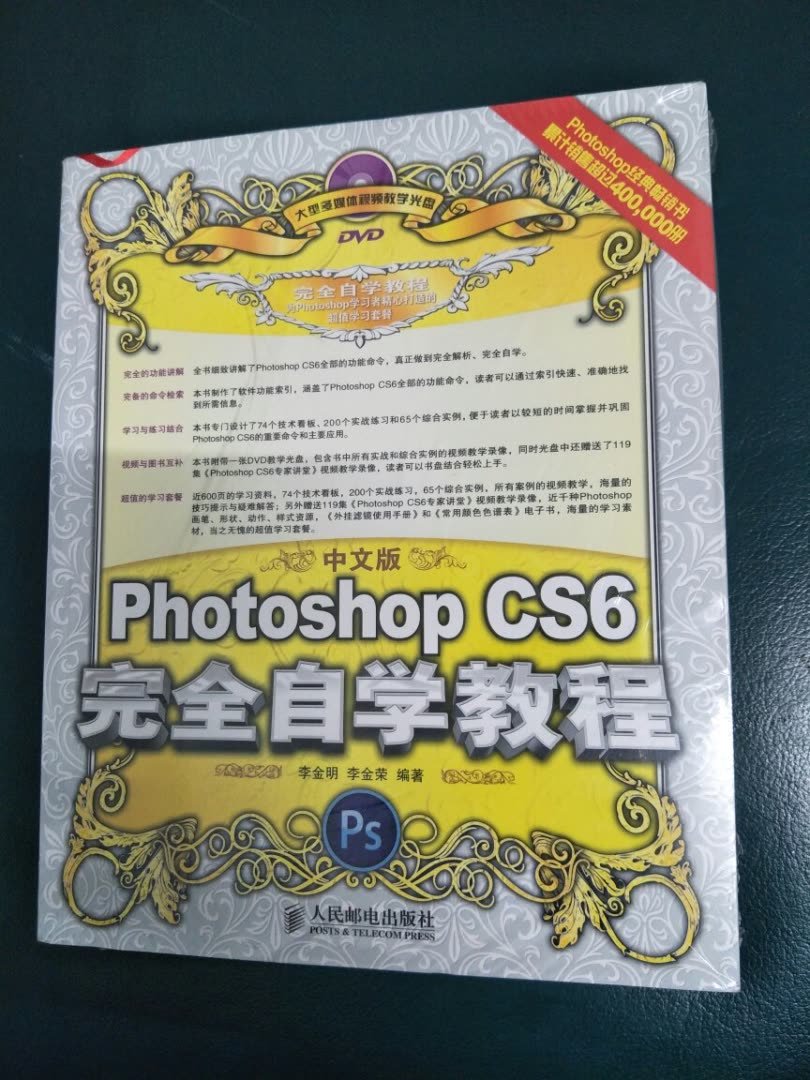 Photoshop经典畅销书
累计销量超过400,000册
大型多媒体视频教学光盘
DVD
完全自学教程
为Photoshop学习者精心打造的
超值学习套餐
完全的功能讲解 全书细致讲解了Photoshop CS6全部的功能命令，真正做到完全解析、完全自学。
完备的命令检索 本书制作了软件功能索引，涵盖了Photoshop CS6全部的功能命令，读者可以通过索引快速、准确地找
到所需信息。
学习与练习结合 本书专门设计了74个技术看板、200个实战练习和65个综合实例，便于读者以较短的时间掌握并巩固
Photoshop CS6的重要命令和主要应用。
视频与图书互补 本书附带一张DVD教学光盘，包含书中所有实战和综合实例的视频教学录像，同时光盘中还赠送了119
集《Photoshop CS6专家讲堂》视频教学录像，读者可以书盘结合轻松上手。
超值的学习套餐 近600页的学习资料，74个技术看板，200个实战练习，65个综合实例，所有案例的视频教学，海量的
技巧提示与疑难解答；另外赠送119集《Photoshop CS6专家讲堂》视频教学录像，近千种Photoshop
画笔、形状、动作、样式资源，《外挂滤镜使用手册》和《常用颜色色谱表》电子书，海量的学习素
材，当之无愧的超值学习套餐。
中文版
Photoshop CS6
完全自学教程
李金明 李金荣 编著
Ps
人民邮电出版社
POSTS & TELECOM PRESS